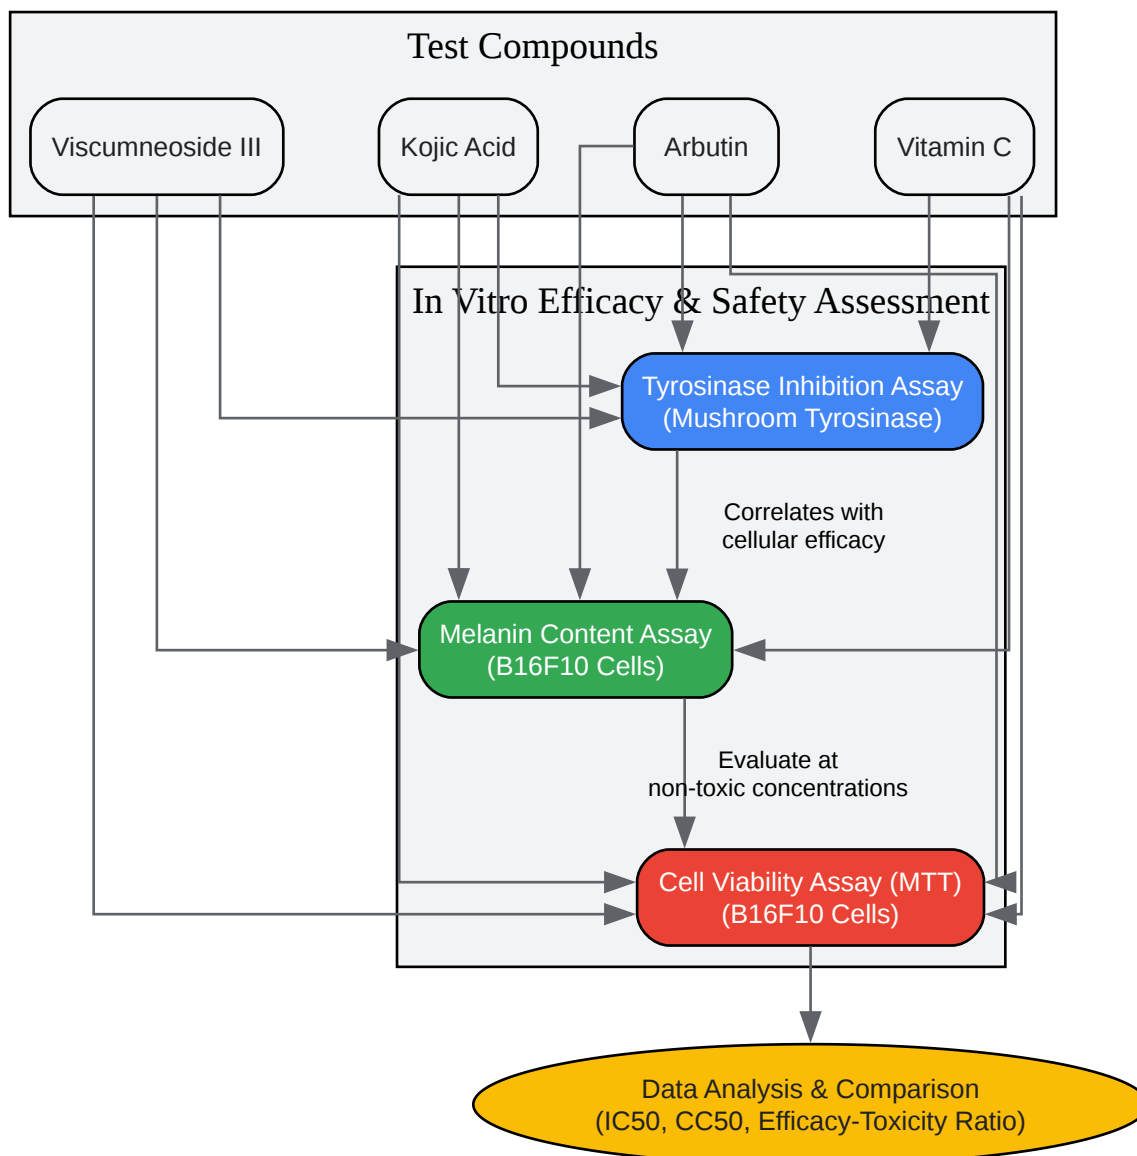 Test Compounds
Viscumneoside III
Kojic Acid
Arbutin
Vitamin C
In Vitro Efficacy & Safety Assessment
Tyrosinase Inhibition Assay
(Mushroom Tyrosinase)
Correlates with
cellular efficacy
Melanin Content Assay
(B16F10 Cells)
Evaluate at
non-toxic concentrations
Cell Viability Assay (MTT)
(B16F10 Cells)
Data Analysis & Comparison
(IC50, CC50, Efficacy-Toxicity Ratio)